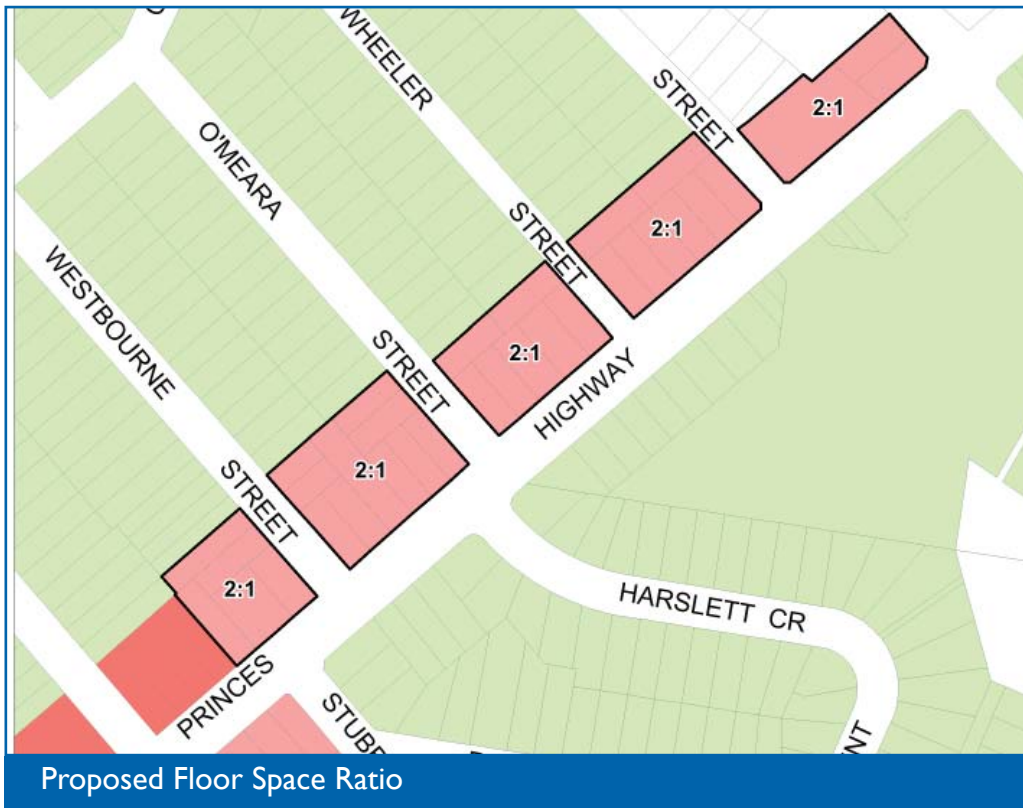 WHEELER
STREET
2:1
O'MEARA
STREET
2:1
WESTBOURNE
STREET
2:1
STREET
HIGHWAY
2:1
2:1
HARSLETT CR
PRINCES
Proposed Floor Space Ratio